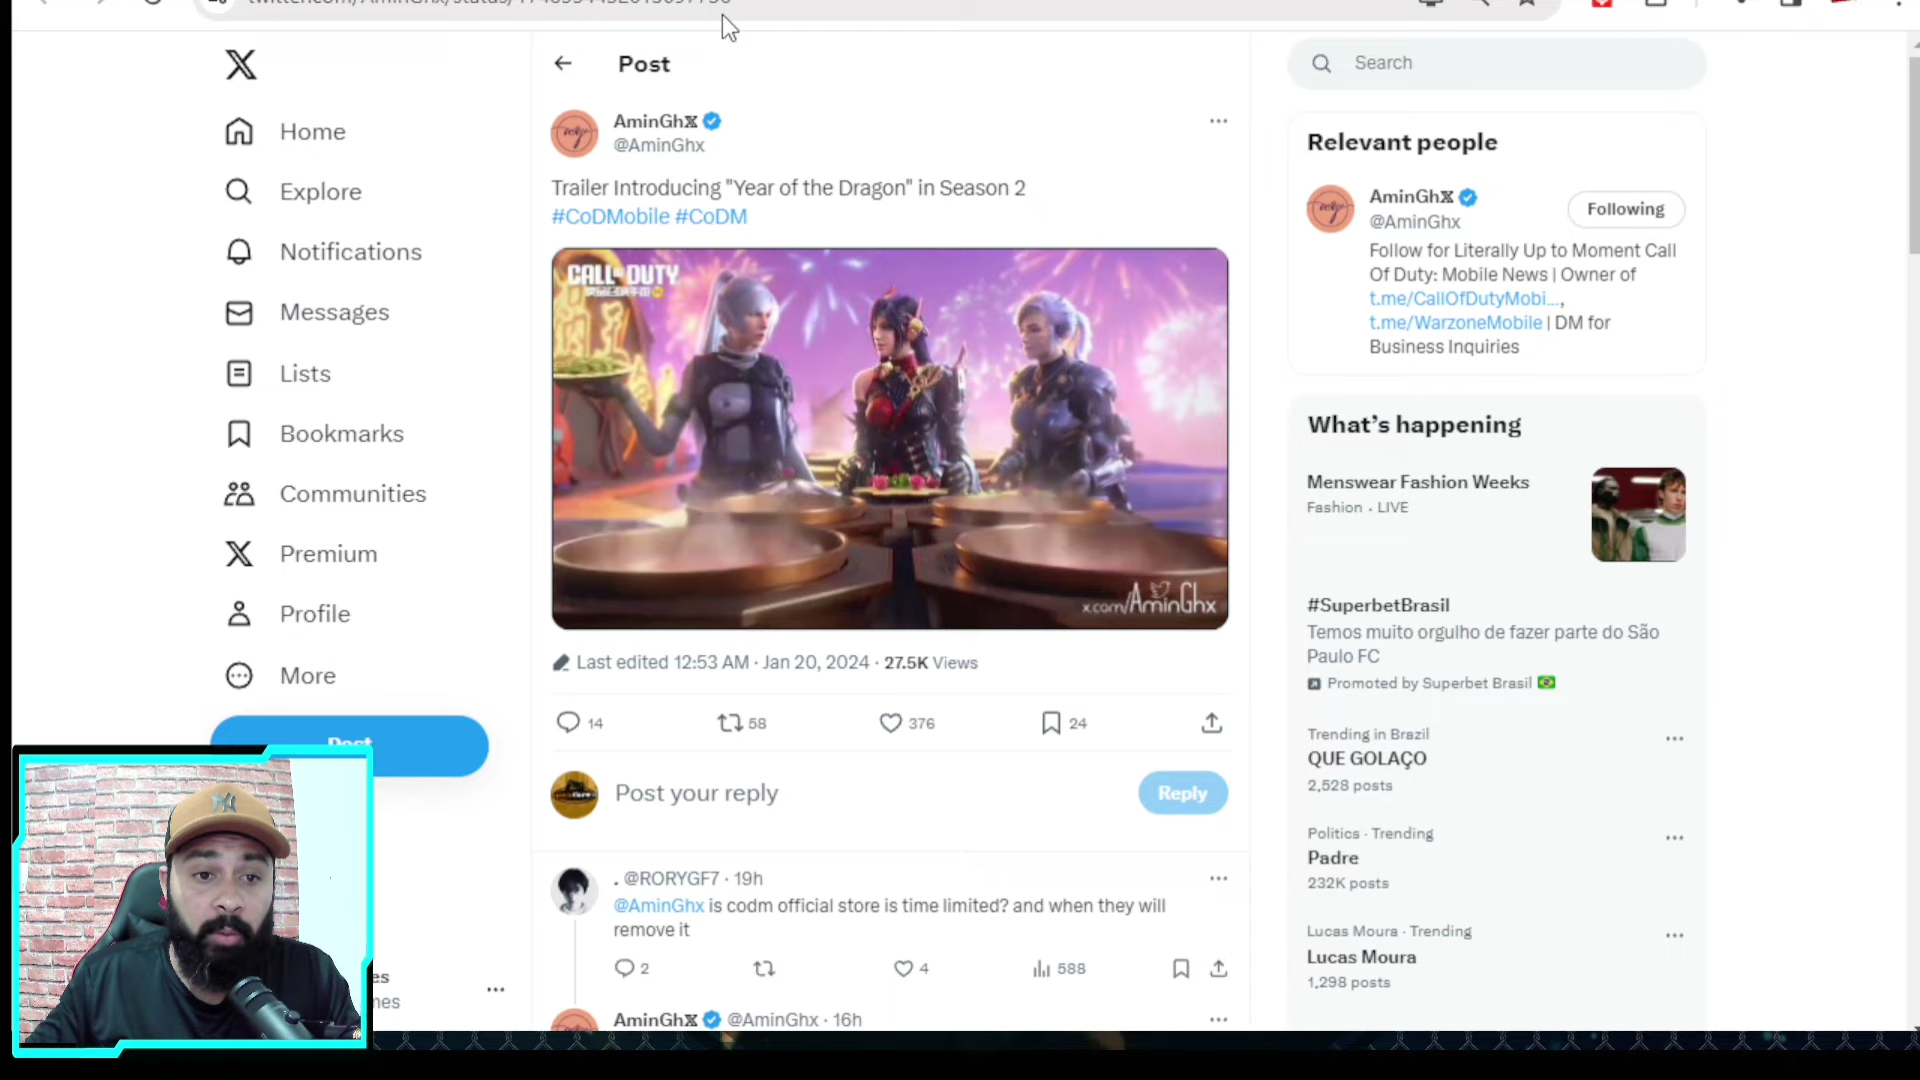 Post
Search
AminGhX
@AminGhx
Trailer Introducing "Year of the Dragon" in Season 2
#CoDMobile #CoDM
CALL OF DUTY
x.com/AminGhx
Last edited 12:53 AM · Jan 20, 2024 · 27.5K Views
14
58
376
24
Post your reply
Reply
. @RORYGF7 · 19h
@AminGhx is codm official store is time limited? and when they will
remove it
2
4
588
AminGhX @AminGhx · 16h
Home
Explore
Notifications
Messages
Lists
Bookmarks
Communities
Premium
Profile
More
Post
Relevant people
AminGhX
@AminGhx
Following
Follow for Literally Up to Moment Call
Of Duty: Mobile News | Owner of
t.me/CallOfDutyMobi...,
t.me/WarzoneMobile | DM for
Business Inquiries
What's happening
Menswear Fashion Weeks
Fashion · LIVE
#SuperbetBrasil
Temos muito orgulho de fazer parte do São
Paulo FC
Promoted by Superbet Brasil
Trending in Brazil
QUE GOLAÇO
2,528 posts
Politics · Trending
Padre
232K posts
Lucas Moura · Trending
Lucas Moura
1,298 posts